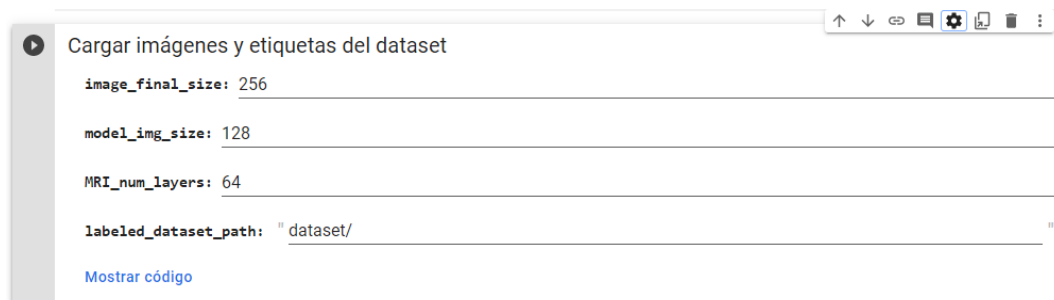 Cargar imágenes y etiquetas del dataset
image_final_size: 256
model_img_size: 128
MRI_num_layers: 64
labeled_dataset_path: " dataset/ "
Mostrar código